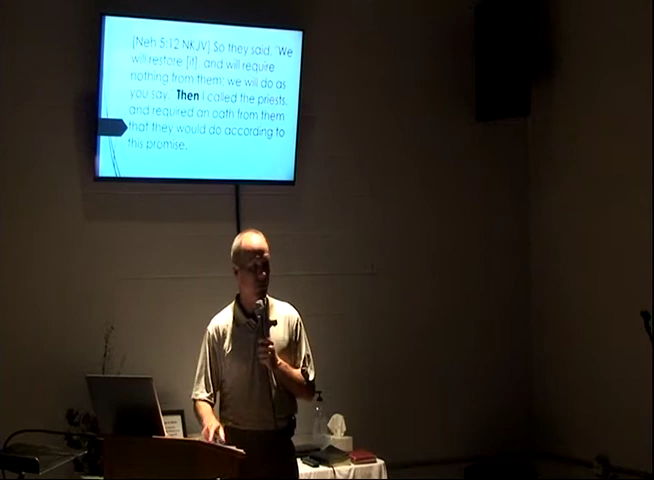 [Neh 5:12 NKJV] So they said, "We
will restore [it], and will require
nothing from them; we will do as
you say. Then I called the priests,
and required an oath from them
that they would do according to
this promise.